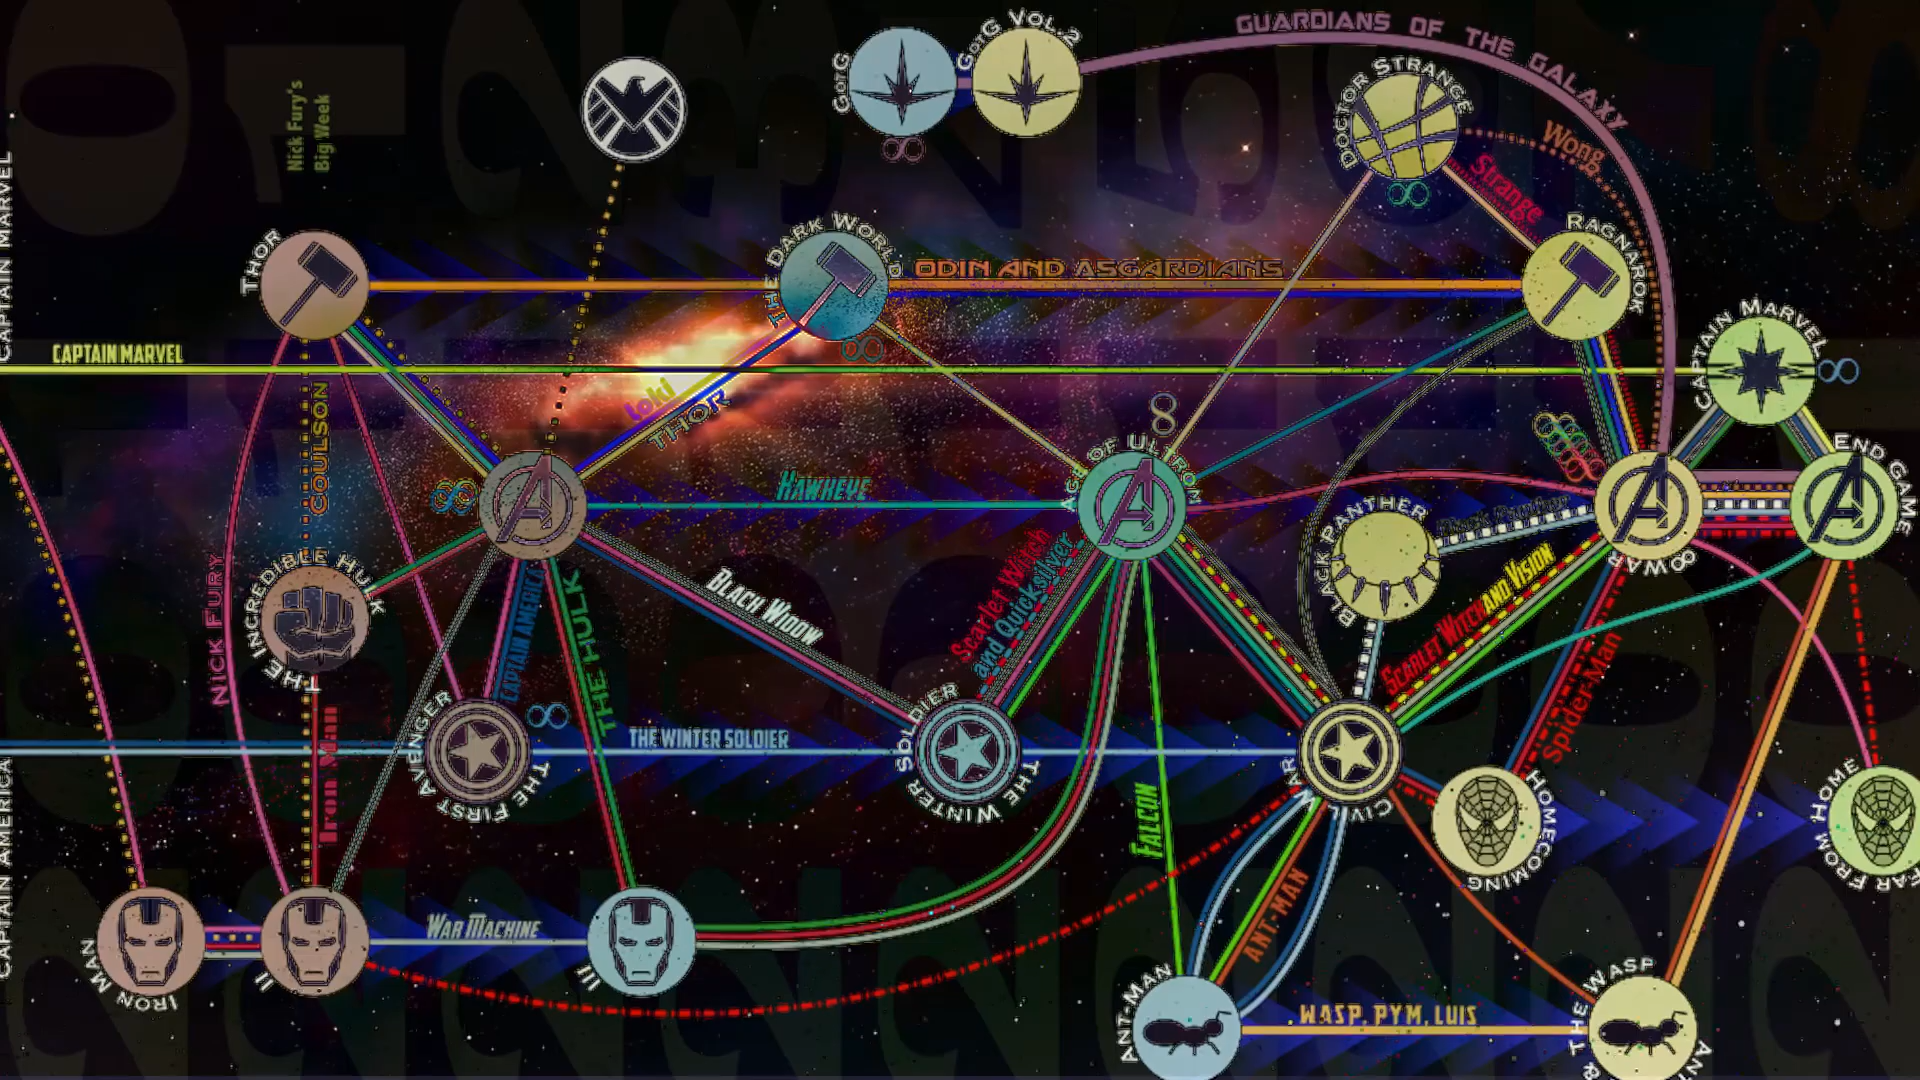 GUARDIANS OF THE GALAXY
GotG VOL.2
GotG
DOCTOR STRANGE
Nick Fury's
Big Week
Wong
Strange
CAPTAIN MARVEL
THOR
THE DARK WORLD
ODIN AND ASGARDIANS
RAGNAROK
CAPTAIN MARVEL
CAPTAIN MARVEL
Loki
THOR
COULSON
HAWKEYE
AGE OF ULTRON
END GAME
BLACK PANTHER
Black Panther
∞ WAR
THE INCREDIBLE HULK
NICK FURY
CAPTAIN AMERICA
THE HULK
BLACK WIDOW
Scarlet Witch
and Quicksilver
SCARLET WITCH AND VISION
Spider-Man
Iron Man
THE FIRST AVENGER
THE WINTER SOLDIER
THE WINTER SOLDIER
CIVIL WAR
HOMECOMING
FAR FROM HOME
CAPTAIN AMERICA
FALCON
ANT-MAN
IRON MAN
II
WAR MACHINE
III
ANT-MAN
WASP, PYM, LUIS
ANT
& THE WASP